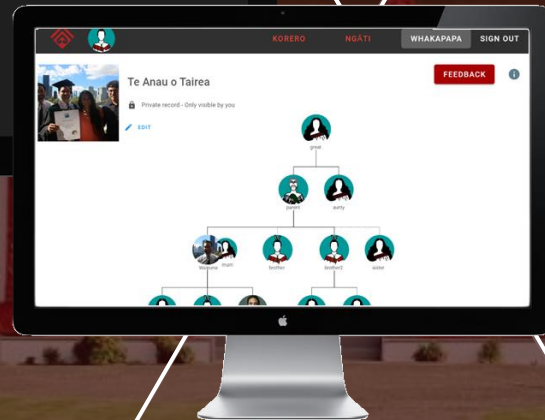 KORERO NGĀTI WHAKAPAPA SIGN OUT
Te Anau o Tairea
FEEDBACK
Private record - Only visible by you
EDIT
great
parent aunty
mum
brother brother2 sister